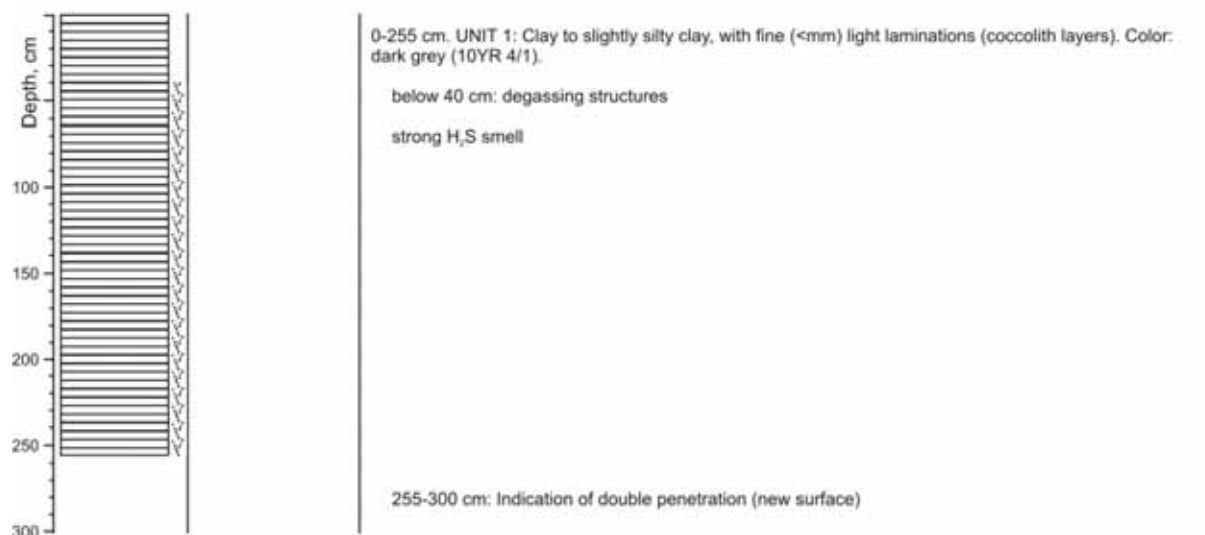 0-255 cm. UNIT 1: Clay to slightly silty clay, with fine (<mm) light laminations (coccolith layers). Color:
dark grey (10YR 4/1).
Depth, cm
below 40 cm: degassing structures
strong H₂S smell
100
150
200
250
255-300 cm: Indication of double penetration (new surface)
300